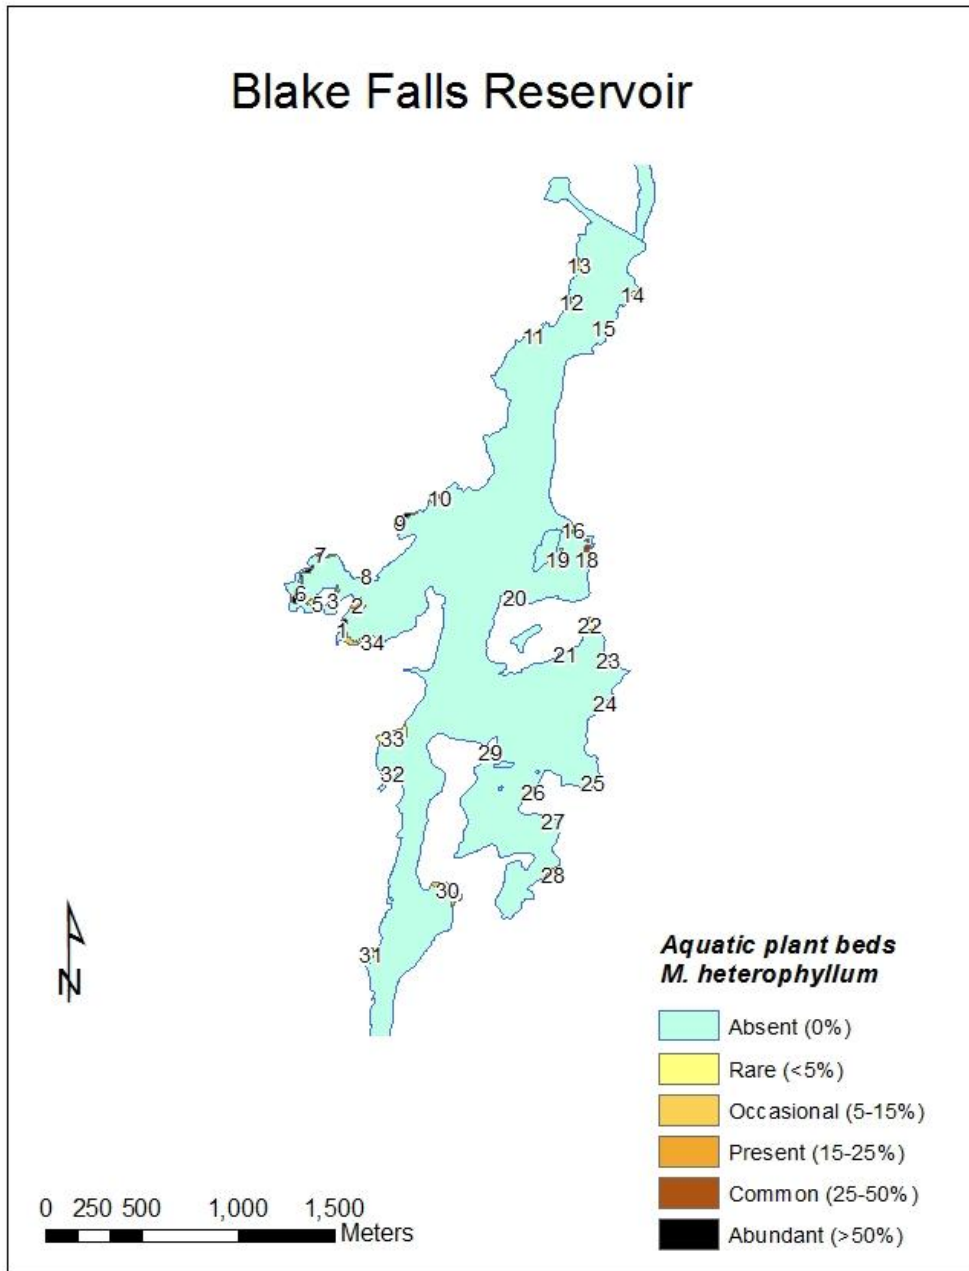 Blake Falls Reservoir
13
14
12
15
11
10
9
16
7
19 18
8
6
5 3 2
20
1
34
22
21
23
24
33
29
32
25
26
27
28
30
31
N
Aquatic plant beds
M. heterophyllum
Absent (0%)
Rare (<5%)
Occasional (5-15%)
Present (15-25%)
Common (25-50%)
Abundant (>50%)
0 250 500 1,000 1,500
Meters